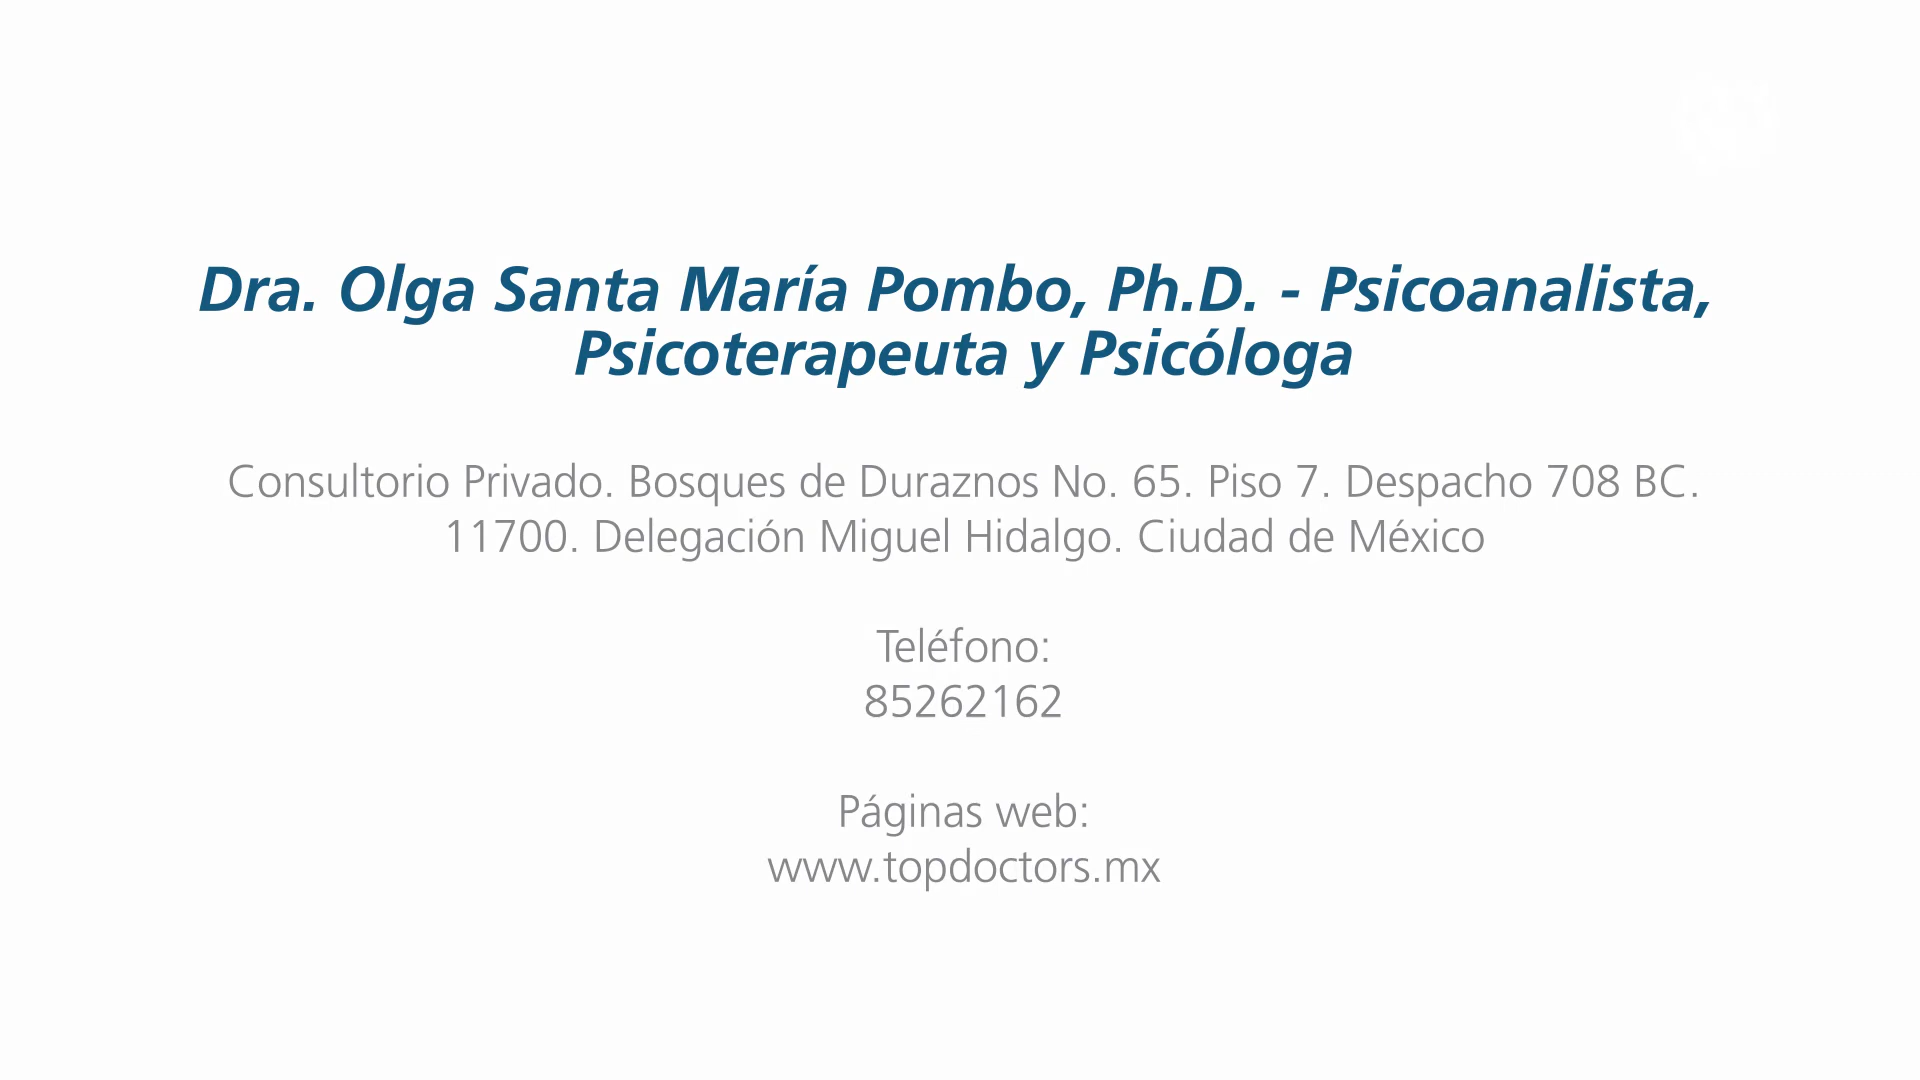 Dra. Olga Santa María Pombo, Ph.D. - Psicoanalista,
Psicoterapeuta y Psicóloga
Consultorio Privado. Bosques de Duraznos No. 65. Piso 7. Despacho 708 BC.
11700. Delegación Miguel Hidalgo. Ciudad de México
Teléfono:
85262162
Páginas web:
www.topdoctors.mx